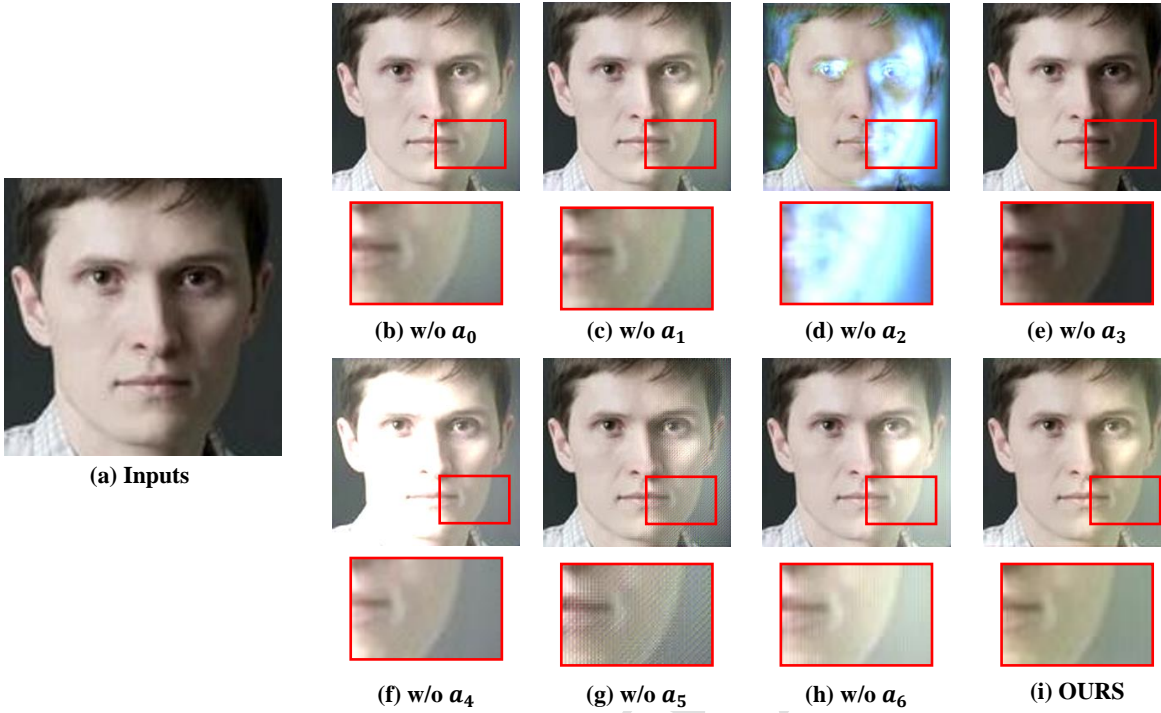 (b) w/o a₀
(c) w/o a₁
(d) w/o a₂
(e) w/o a₃
(a) Inputs
(f) w/o a₄
(g) w/o a₅
(h) w/o a₆
(i) OURS